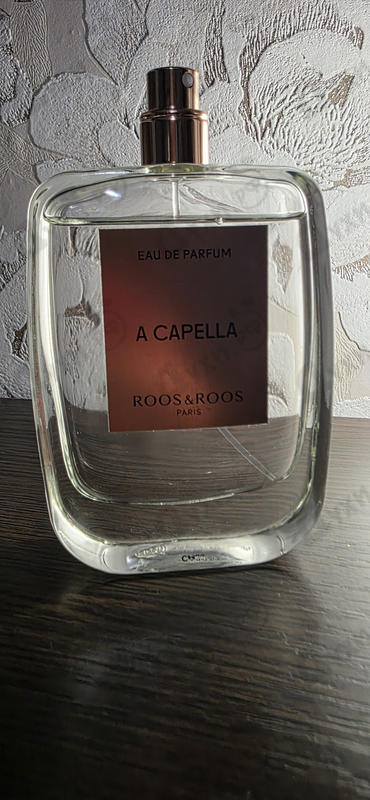 EAU DE PARFUM
A CAPELLA
ROOS & ROOS
PARIS